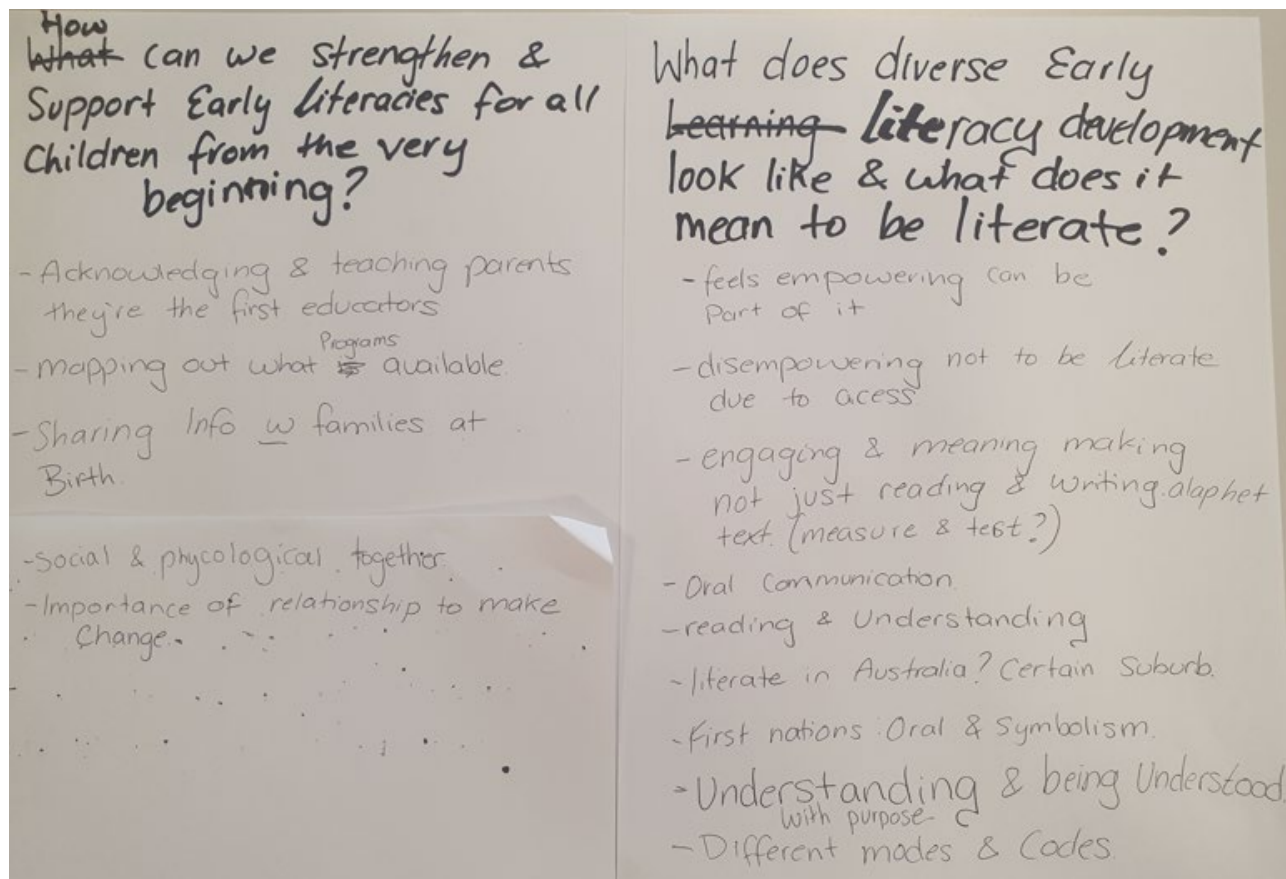 How
What can we strengthen &
Support Early literacies for all
Children from the very
beginning?
- Acknowledging & teaching parents
they're the first educators
Programs
- mapping out what is available.
- Sharing Info w families at
Birth.
- Social & phycological together.
- Importance of relationship to make
Change.
What does diverse Early
Learning literacy development
look like & what does it
mean to be literate?
- feels empowering can be
part of it
- disempowering not to be literate
due to acess
- engaging & meaning making
not just reading & writing.alaphet
text. (measure & test?)
- Oral Communication.
- reading & Understanding
- literate in Australia? Certain Suburb.
- First nations Oral & Symbolism.
- Understanding & being Understood.
with purpose
- Different modes & Codes.